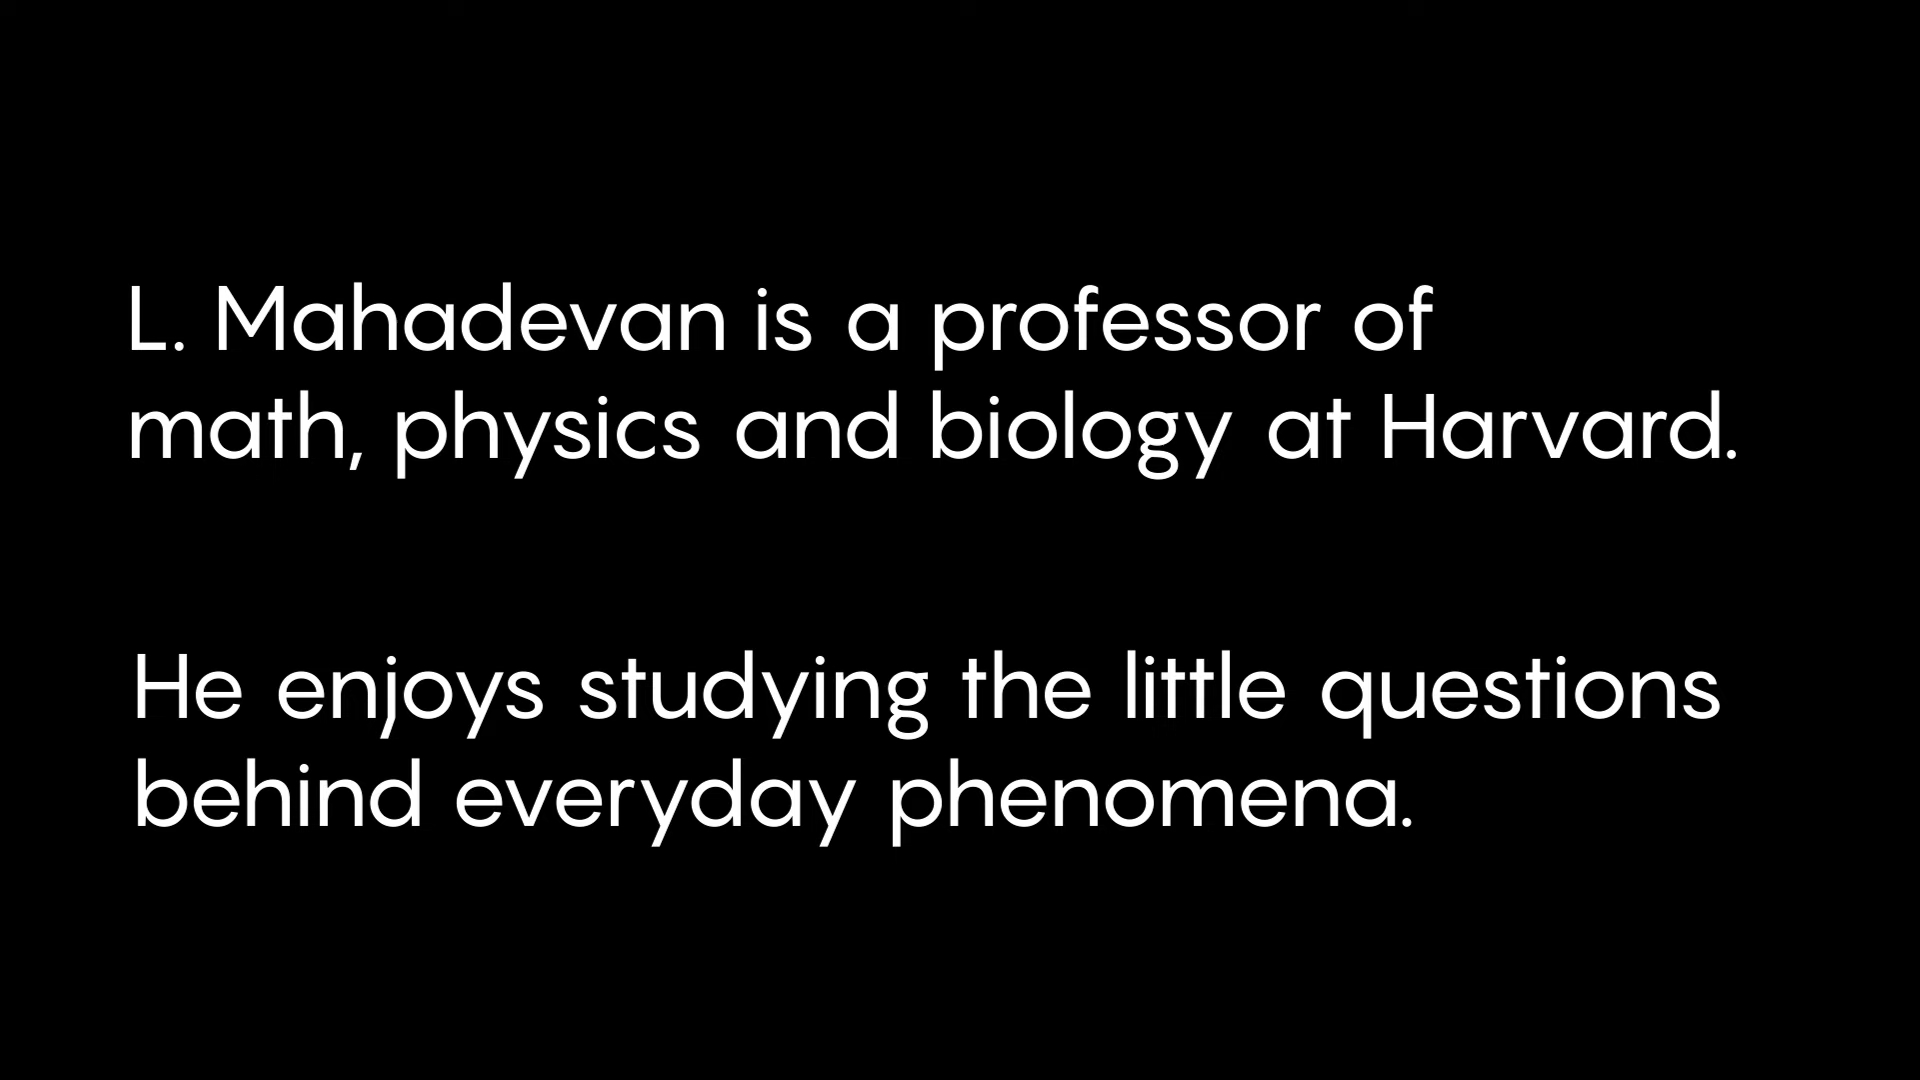 L. Mahadevan is a professor of
math, physics and biology at Harvard.
He enjoys studying the little questions
behind everyday phenomena.